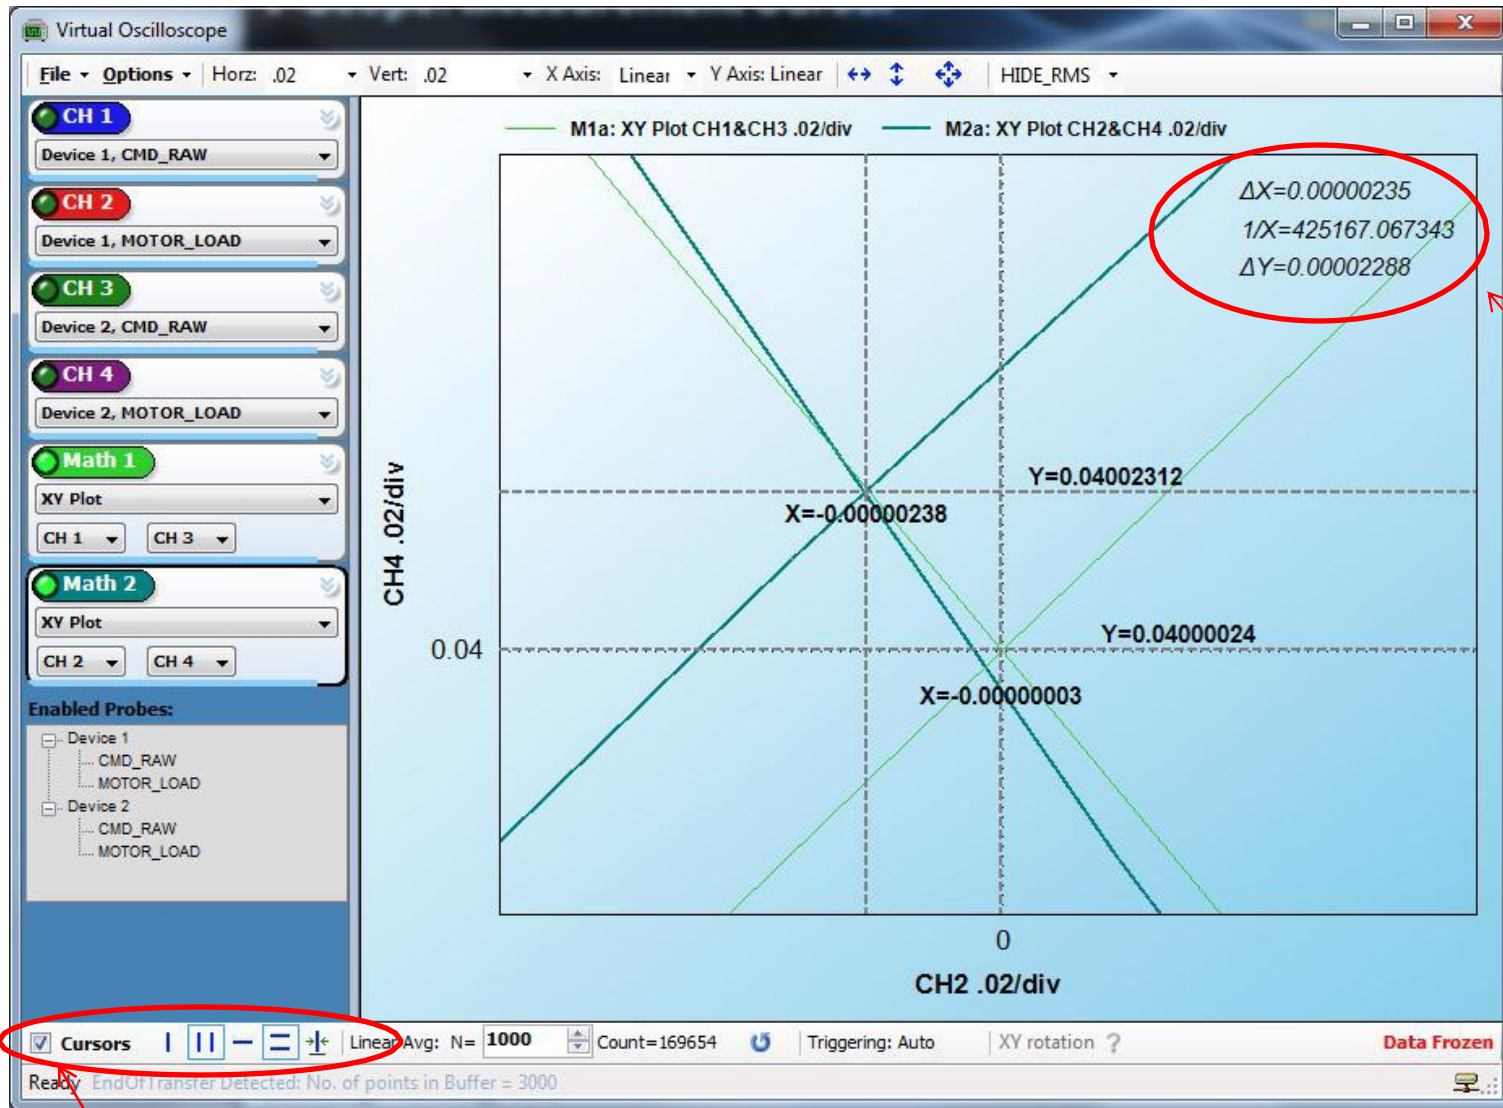 Virtual Oscilloscope
File Options Horz: .02 Vert: .02 X Axis: Linear Y Axis: Linear HIDE_RMS
CH 1
Device 1, CMD_RAW
CH 2
Device 1, MOTOR_LOAD
CH 3
Device 2, CMD_RAW
CH 4
Device 2, MOTOR_LOAD
Math 1
XY Plot
CH 1 CH 3
Math 2
XY Plot
CH 2 CH 4
Enabled Probes:
Device 1
CMD_RAW
MOTOR_LOAD
Device 2
CMD_RAW
MOTOR_LOAD
M1a: XY Plot CH1&CH3 .02/div M2a: XY Plot CH2&CH4 .02/div
ΔX=0.00000235
1/X=425167.067343
ΔY=0.00002288
Y=0.04002312
X=-0.00000238
CH4 .02/div
0.04
Y=0.04000024
X=-0.00000003
0
CH2 .02/div
Cursors Linear Avg: N= 1000 Count=169654 Triggering: Auto XY rotation ? Data Frozen
Ready EndOfTransfer Detected: No. of points in Buffer = 3000